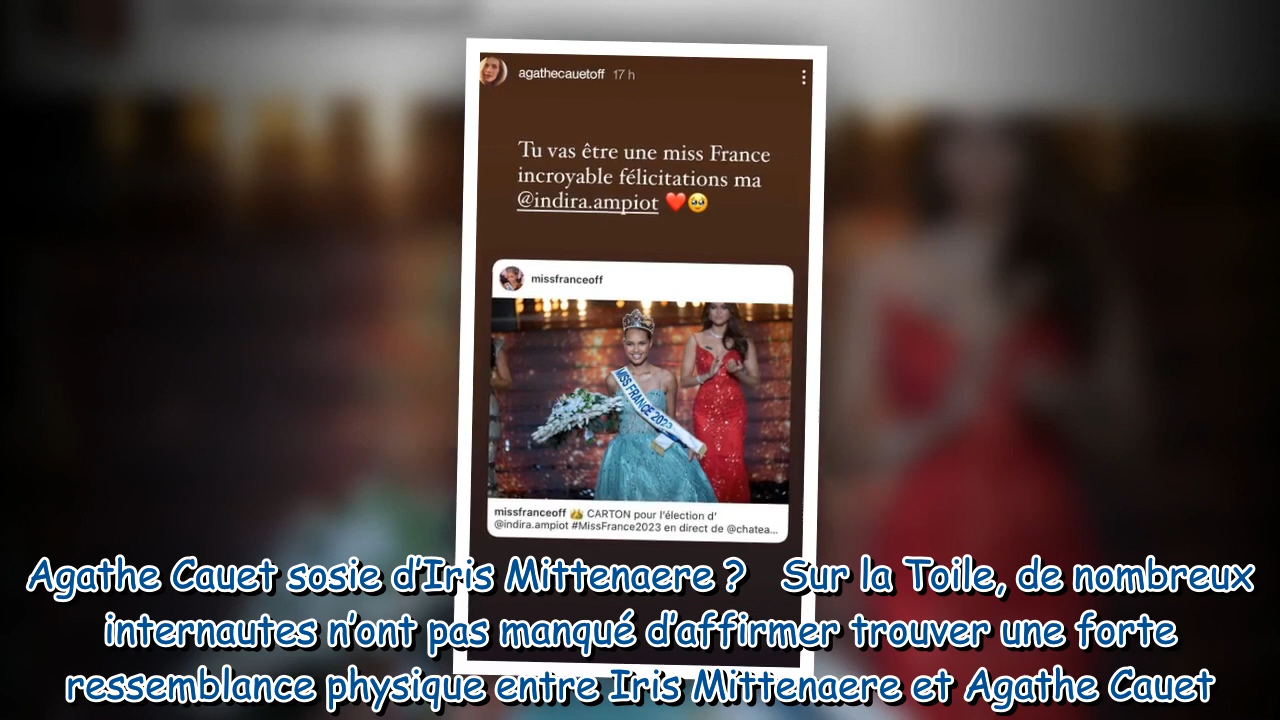 agathecauetoff 17 h
Tu vas être une miss France
incroyable félicitations ma
@indira.ampiot ❤️🥹
missfranceoff
MISS FRANCE 2023
missfranceoff 👑 CARTON pour l'élection d'
@indira.ampiot #MissFrance2023 en direct de @chatea...
Agathe Cauet sosie d'Iris Mittenaere ? Sur la Toile, de nombreux
internautes n'ont pas manqué d'affirmer trouver une forte
ressemblance physique entre Iris Mittenaere et Agathe Cauet